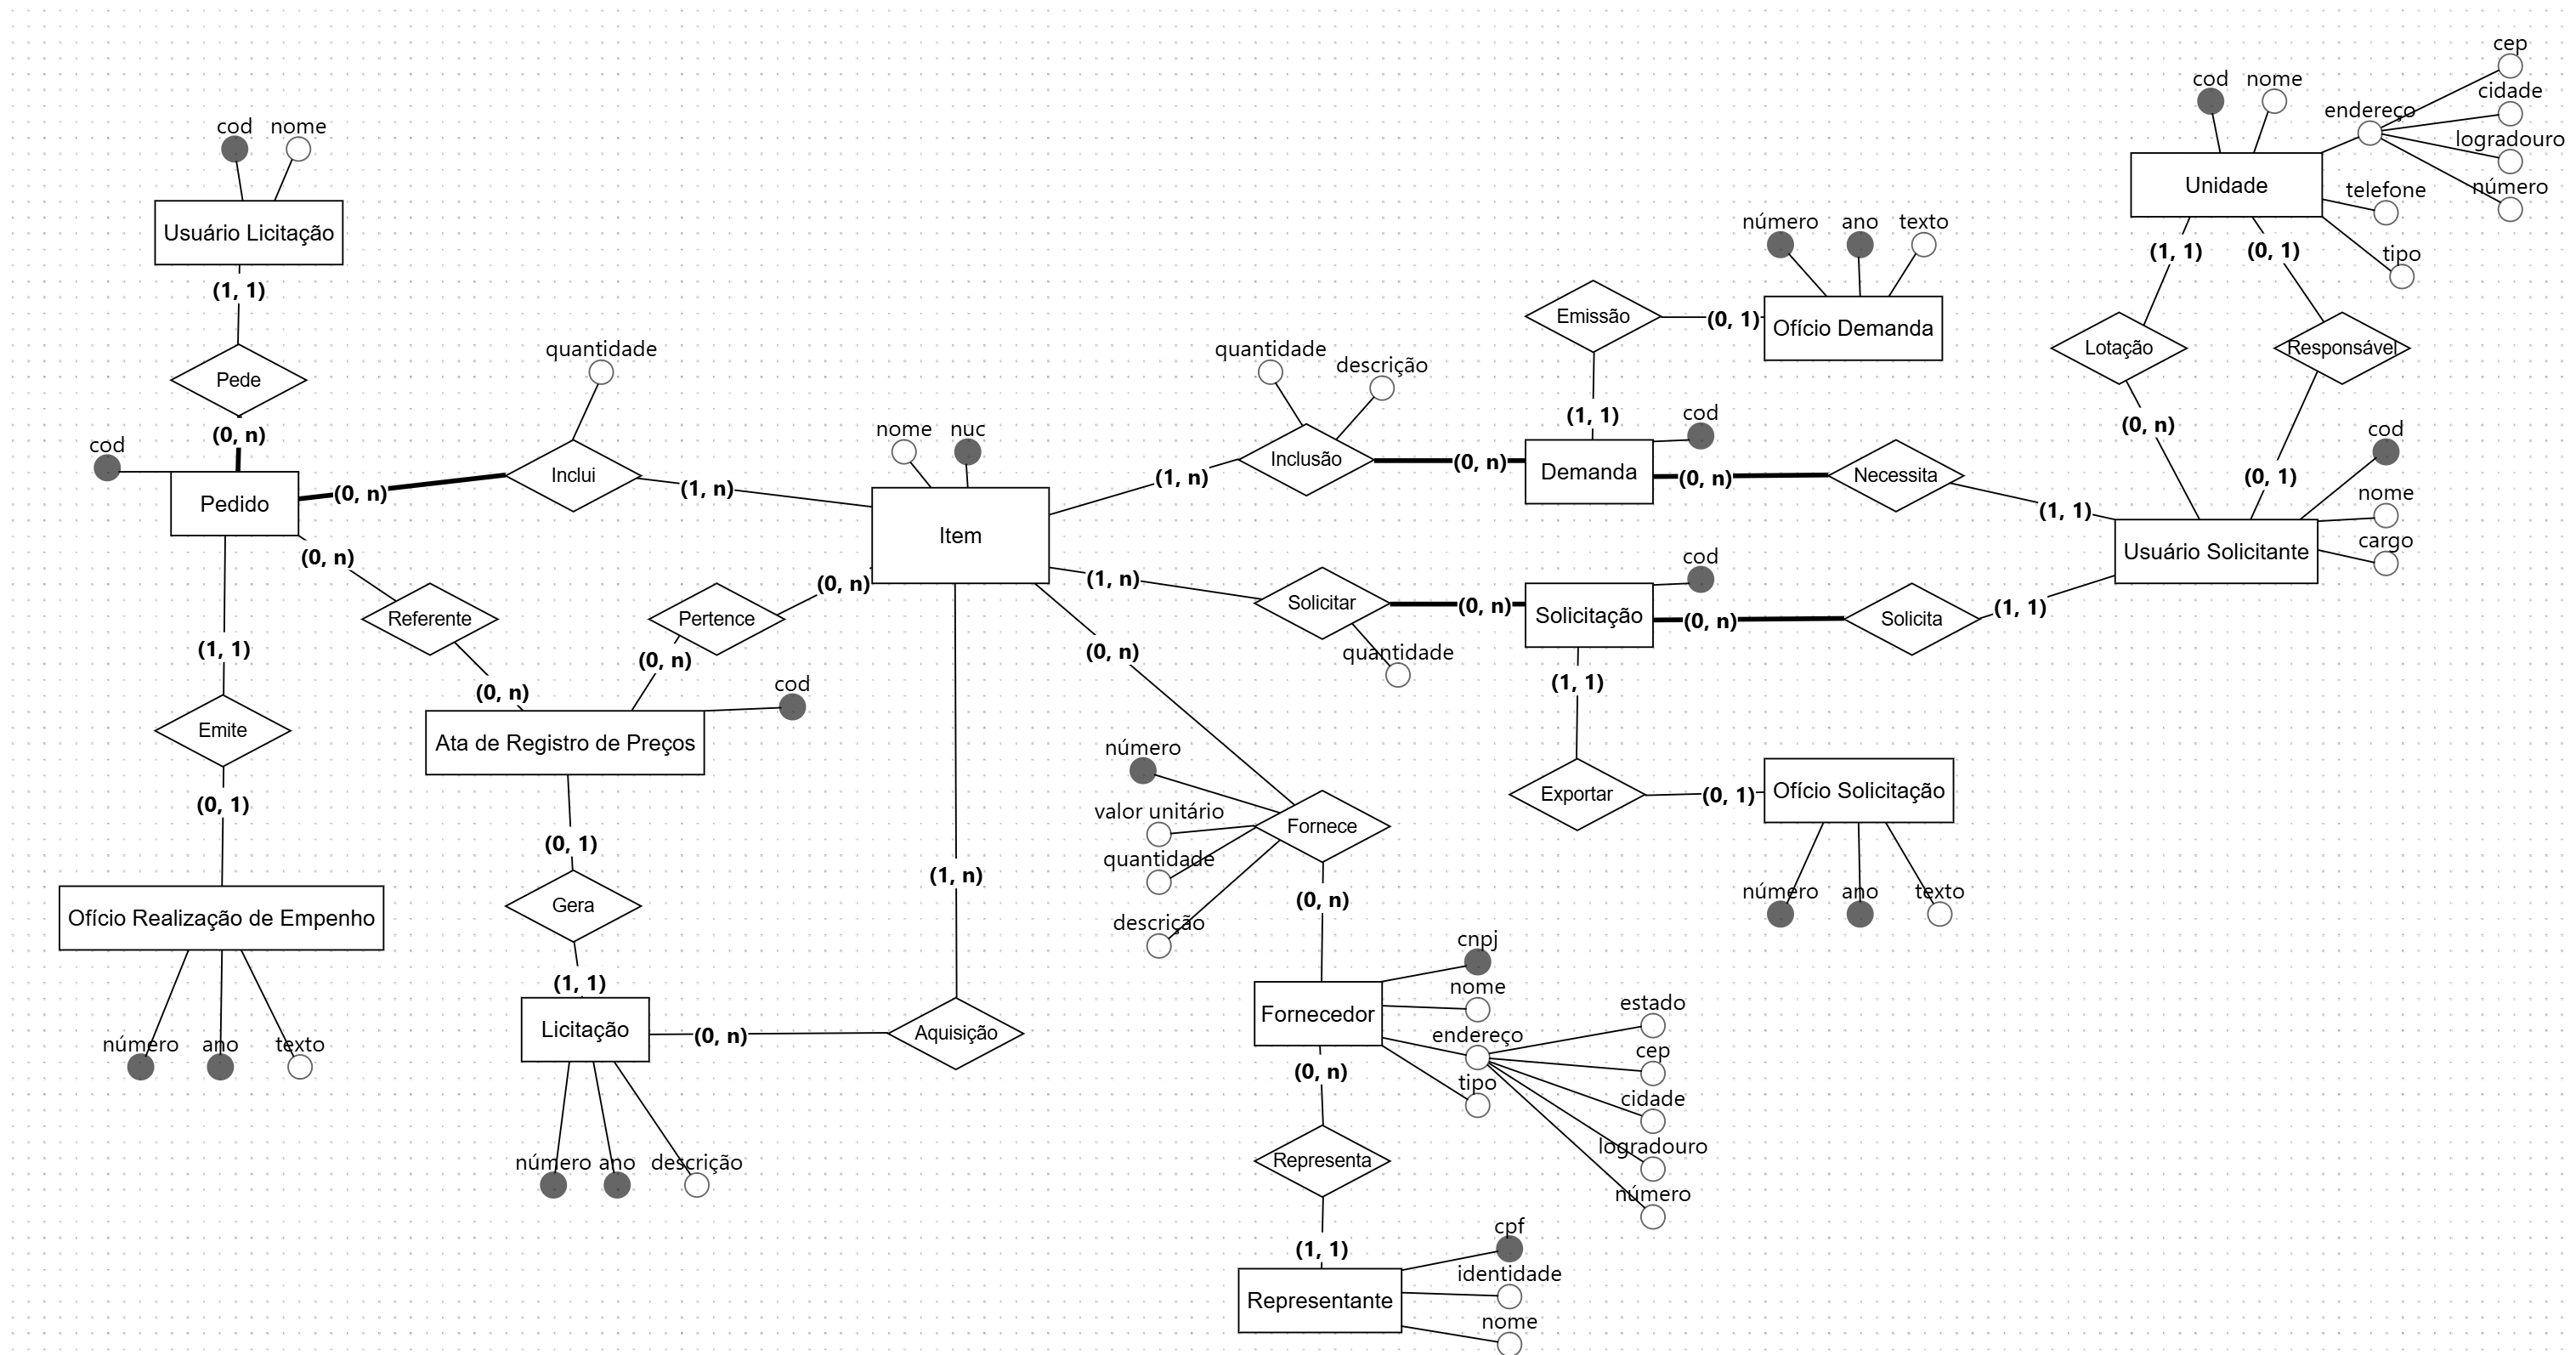 cep
cod
nome
cidade
endereço
logradouro
cod
nome
telefone
número
Unidade
número
ano
texto
Usuário Licitação
(1, 1)
(0, 1)
tipo
(1, 1)
Emissão
(0, 1)
Ofício Demanda
quantidade
quantidade
descrição
Lotação
Responsável
Pede
(1, 1)
cod
(0, n)
cod
(0, n)
cod
nome
nuc
Inclusão
(0, n)
Demanda
(0, n)
Necessita
(0, 1)
Pedido
(0, n)
Inclui
(1, n)
(1, n)
nome
(1, 1)
Item
cargo
Usuário Solicitante
(0, n)
(0, n)
(1, n)
cod
Referente
Pertence
Solicitar
(0, n)
Solicitação
(0, n)
Solicita
(1, 1)
(1, 1)
(0, n)
(0, n)
quantidade
(0, n)
cod
(1, 1)
Emite
Ata de Registro de Preços
número
(0, 1)
valor unitário
Fornece
Exportar
(0, 1)
Ofício Solicitação
(0, 1)
quantidade
(1, n)
(0, n)
número
ano
texto
Ofício Realização de Empenho
Gera
descrição
cnpj
(1, 1)
nome
Fornecedor
estado
Licitação
(0, n)
Aquisição
endereço
número
ano
texto
cep
(0, n)
tipo
cidade
número
ano
descrição
Representa
logradouro
número
cpf
(1, 1)
identidade
Representante
nome